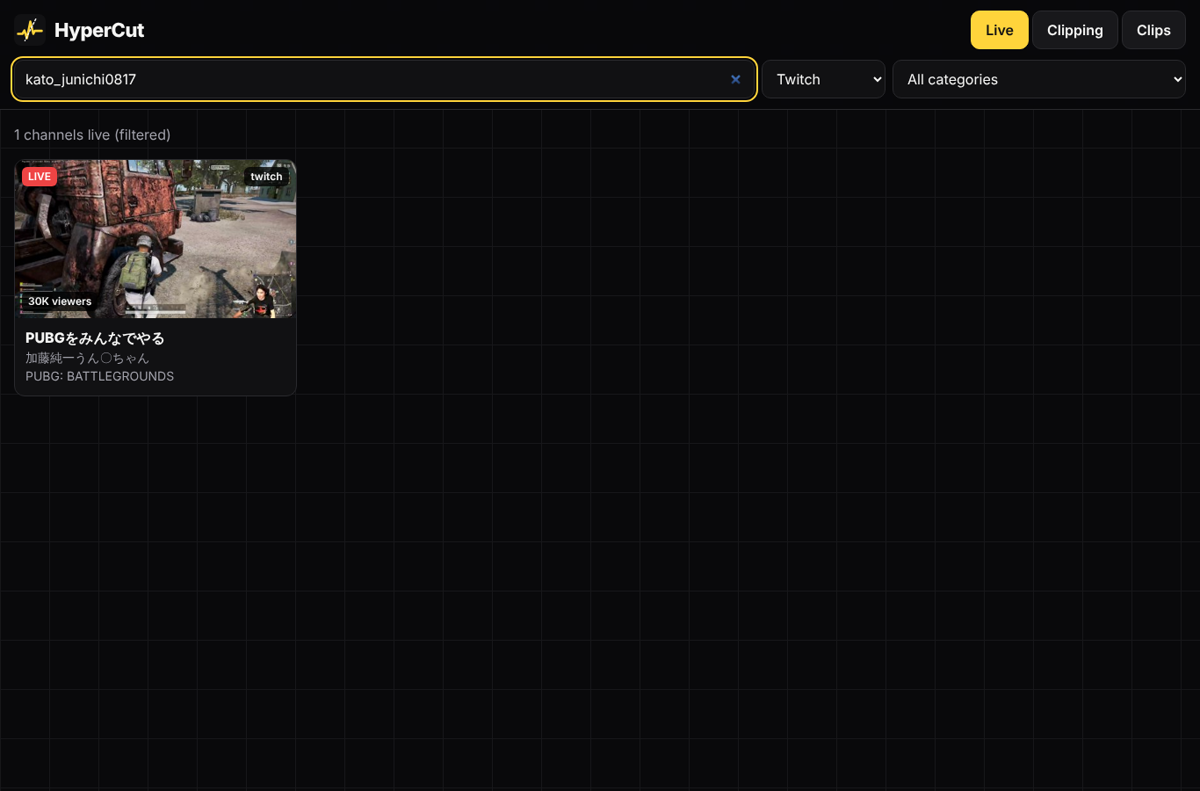 HyperCut
Live
Clipping
Clips
kato_junichi0817
Twitch
All categories
1 channels live (filtered)
LIVE
twitch
30K viewers
PUBGをみんなでやる
加藤純一うん〇ちゃん
PUBG: BATTLEGROUNDS